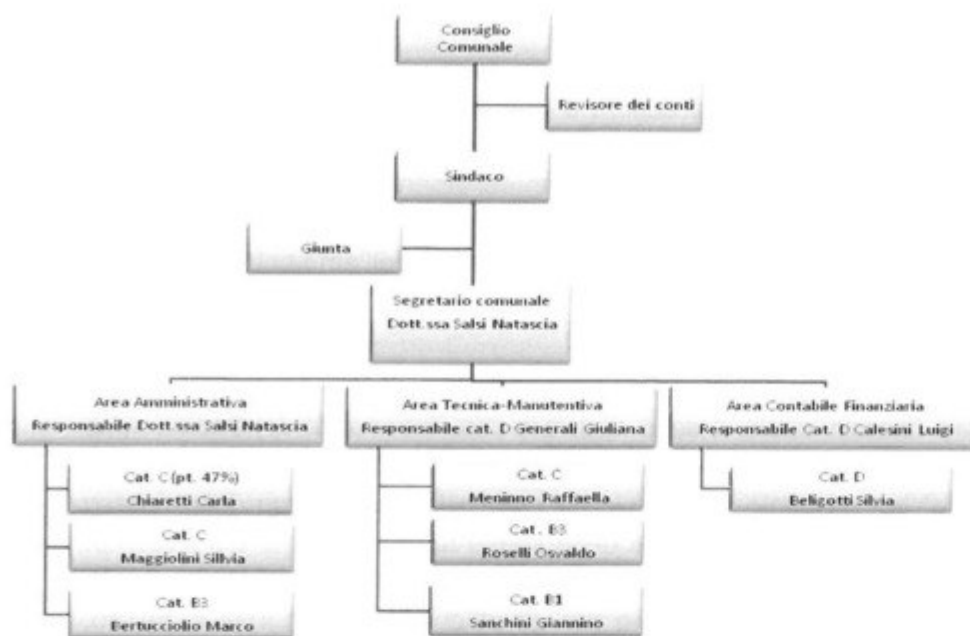 Consiglio
Comunale
Revisore dei conti
Sindaco
Giunta
Segretario comunale
Dott.ssa Salsi Natascia
Area Amministrativa
Responsabile Dott.ssa Salsi Natascia
Cat. C (pt. 47%)
Chiaretti Carla
Cat. C
Maggiolini Sillvia
Cat. B3
Bertucciolio Marco
Area Tecnica-Manutentiva
Responsabile cat. D Generali Giuliana
Cat. C
Meninno Raffaella
Cat. B3
Roselli Osvaldo
Cat. B1
Sanchini Giannino
Area Contabile Finanziaria
Responsabile Cat. D Calesini Luigi
Cat. D
Beligotti Silvia